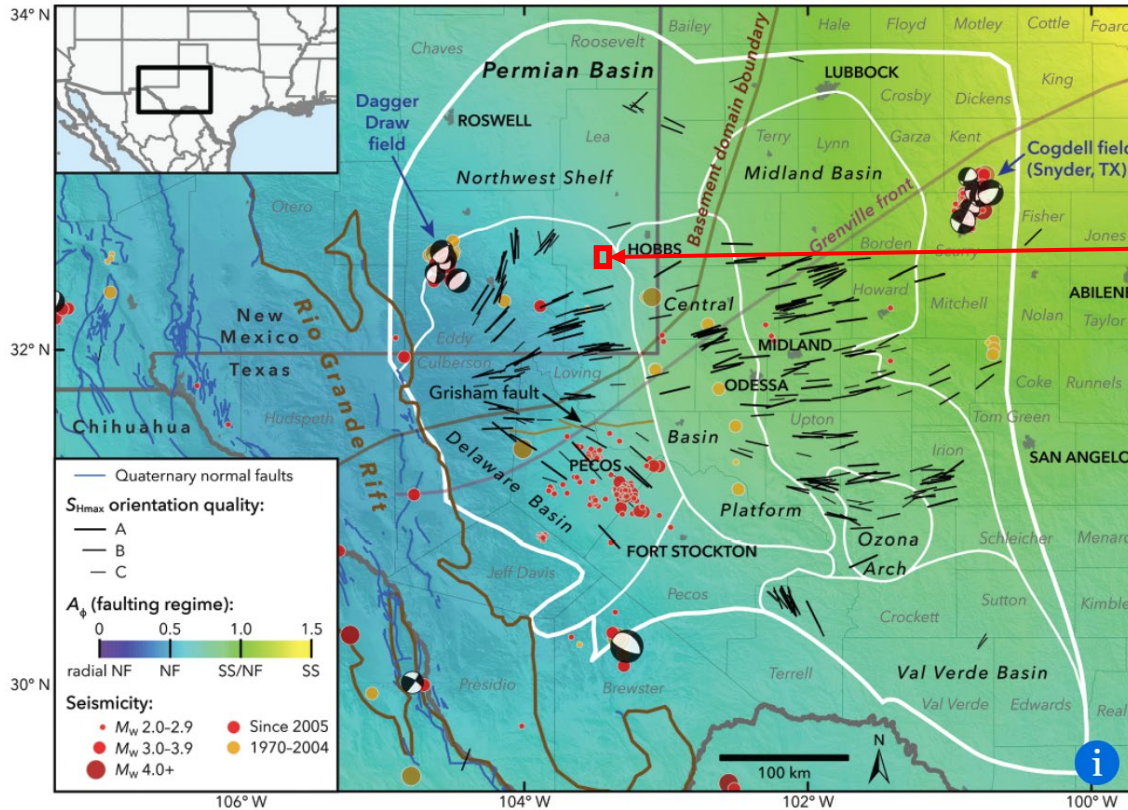 34° N
32° N
30° N
106° W
104° W
102° W
100° W
Permian Basin
Dagger
Draw
field
ROSWELL
Chaves
Roosevelt
Bailey
Hale
Floyd
Motley
Cottle
Foard
LUBBOCK
Crosby
Dickens
King
Lea
Terry
Lynn
Garza
Kent
Northwest Shelf
Midland Basin
Basement domain boundary
Grenville front
Cogdell field
(Snyder, TX)
Otero
HOBBS
Borden
Scurry
Fisher
Jones
ABILENE
New
Mexico
Texas
Rio Grande Rift
Eddy
Culberson
Loving
Central
Howard
Mitchell
Nolan
Taylor
MIDLAND
ODESSA
Grisham fault
Hudspeth
Chihuahua
Upton
Coke
Runnels
Tom Green
Irion
SAN ANGELO
Basin
PECOS
Delaware Basin
Platform
FORT STOCKTON
Ozona
Arch
Schleicher
Menard
Jeff Davis
Pecos
Crockett
Sutton
Kimble
Val Verde Basin
Presidio
Brewster
Terrell
Val Verde
Edwards
Real
Quaternary normal faults
SHmax orientation quality:
A
B
C
Aϕ (faulting regime):
0 0.5 1.0 1.5
radial NF NF SS/NF SS
Seismicity:
Mw 2.0–2.9 Since 2005
Mw 3.0–3.9 1970–2004
Mw 4.0+
100 km
N
i